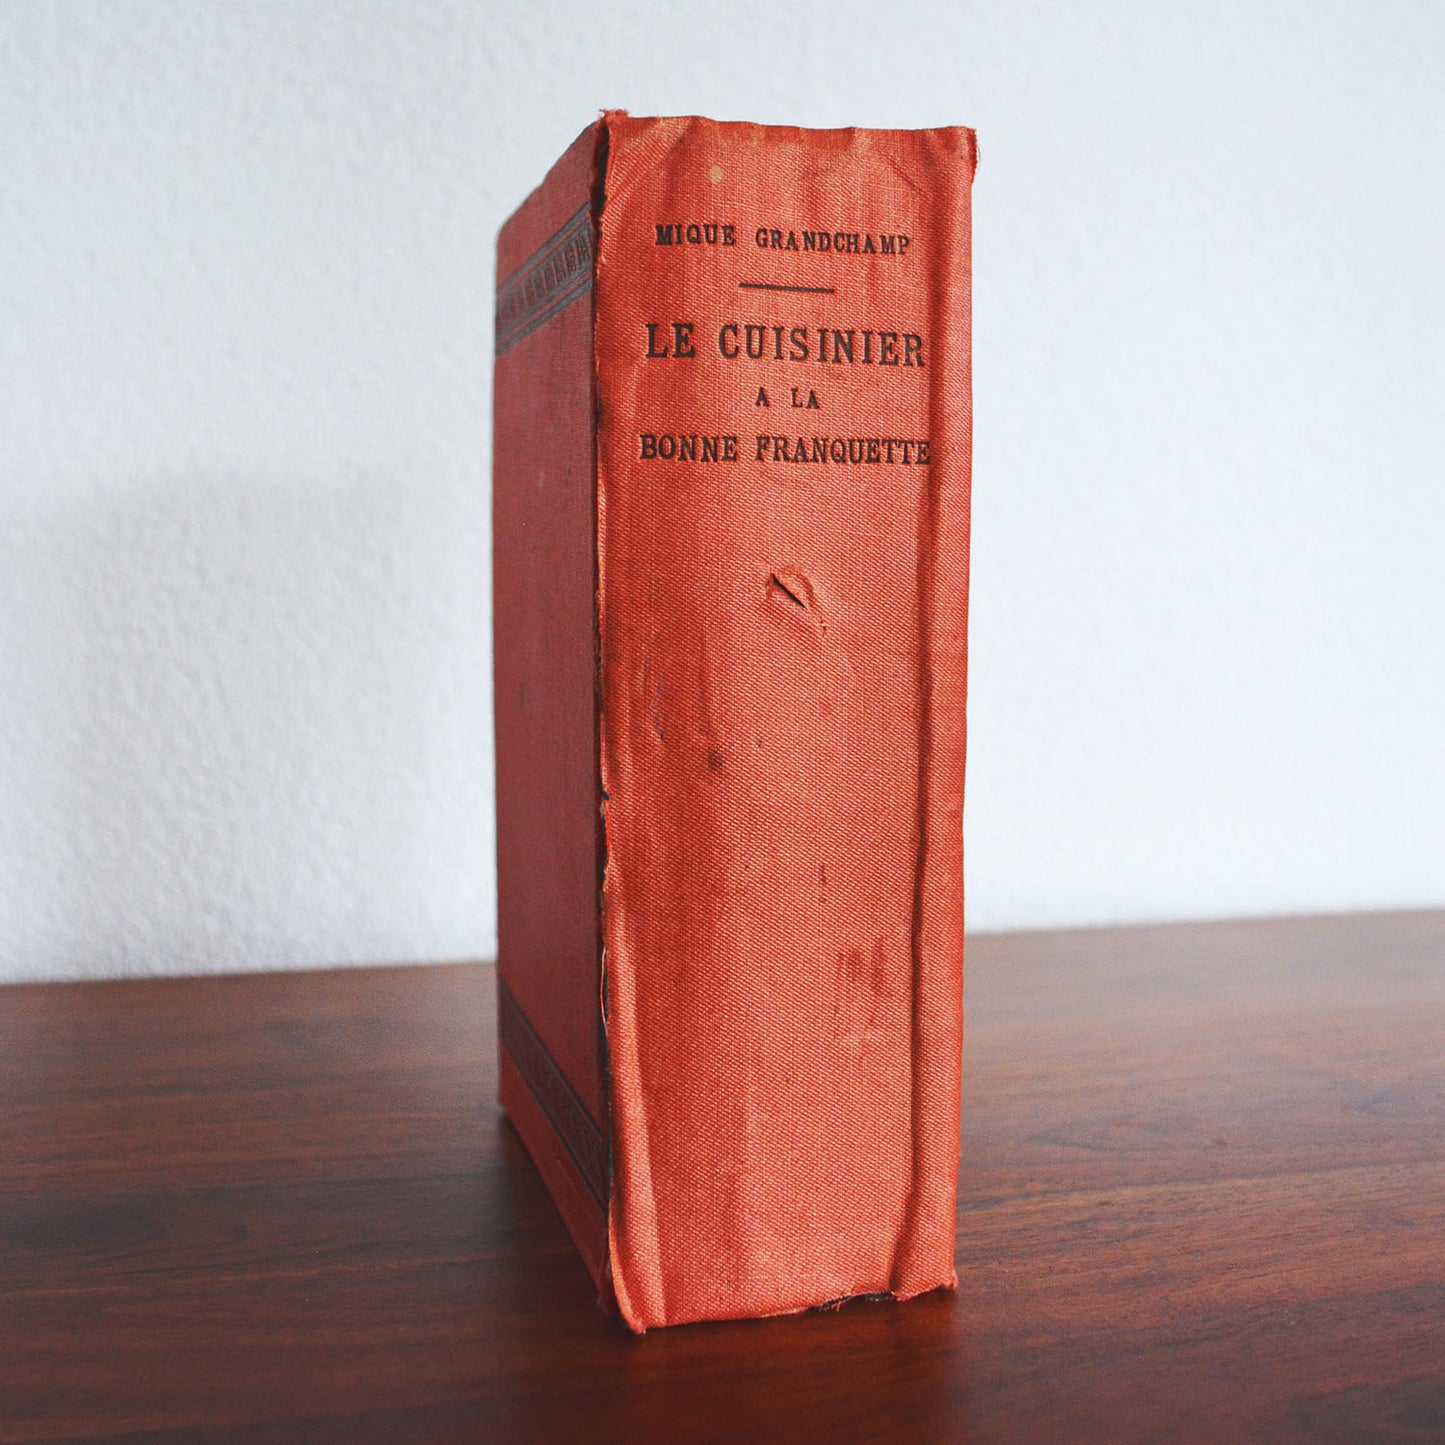 MIQUE GRANDCHAMP
LE CUISINIER
A LA
BONNE FRANQUETTE